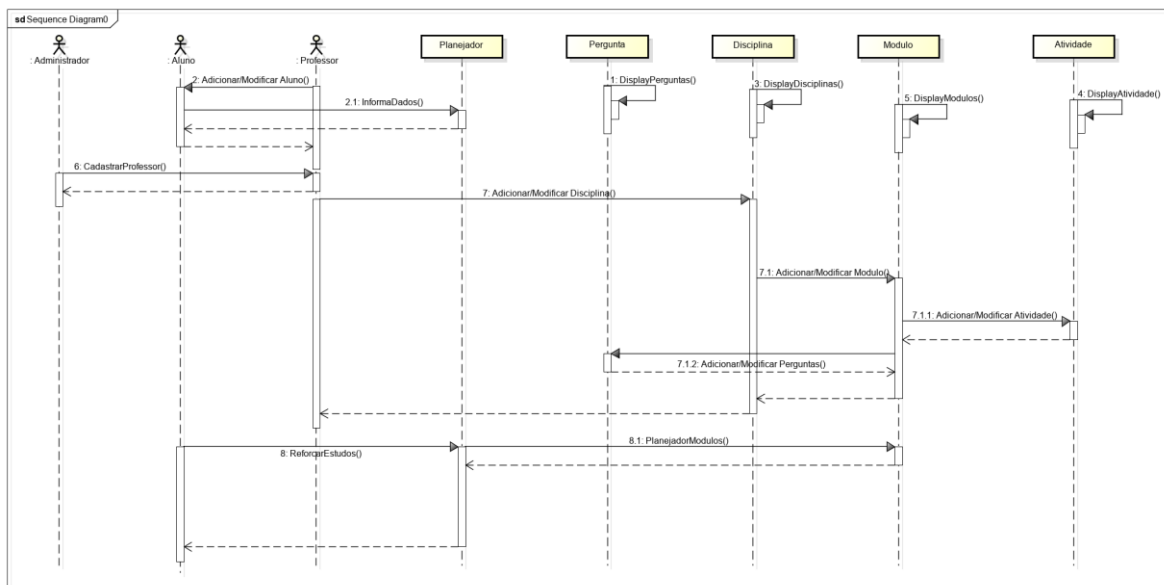 sd Sequence Diagram0
: Administrador
: Aluno
: Professor
Planejador
Pergunta
Disciplina
Modulo
Atividade
2: Adicionar/Modificar Aluno()
1: DisplayPerguntas()
3: DisplayDisciplinas()
5: DisplayModulos()
4: DisplayAtividade()
2.1: InformaDados()
6: CadastrarProfessor()
7: Adicionar/Modificar Disciplina()
7.1: Adicionar/Modificar Modulo()
7.1.1: Adicionar/Modificar Atividade()
7.1.2: Adicionar/Modificar Perguntas()
8: ReforçarEstudos()
8.1: PlanejadorModulos()